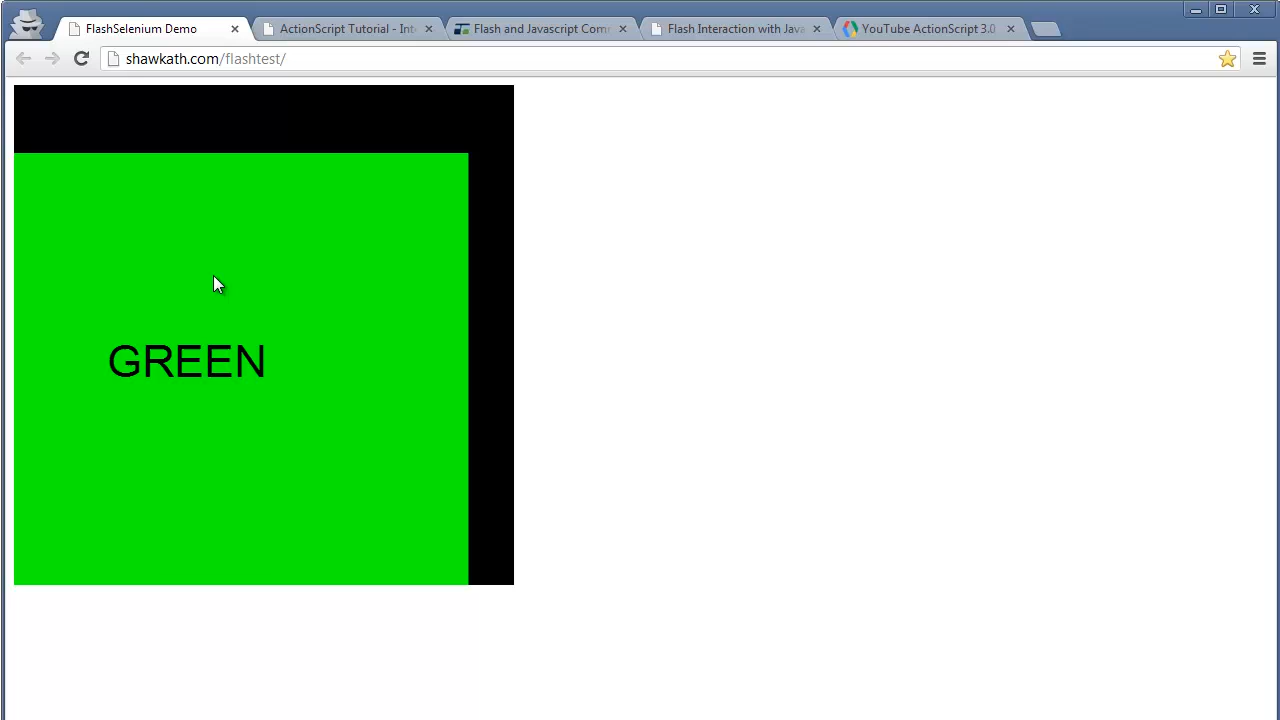 FlashSelenium Demo
ActionScript Tutorial - Int
Flash and Javascript Com
Flash Interaction with Java
YouTube ActionScript 3.0
shawkath.com/flashtest/
GREEN